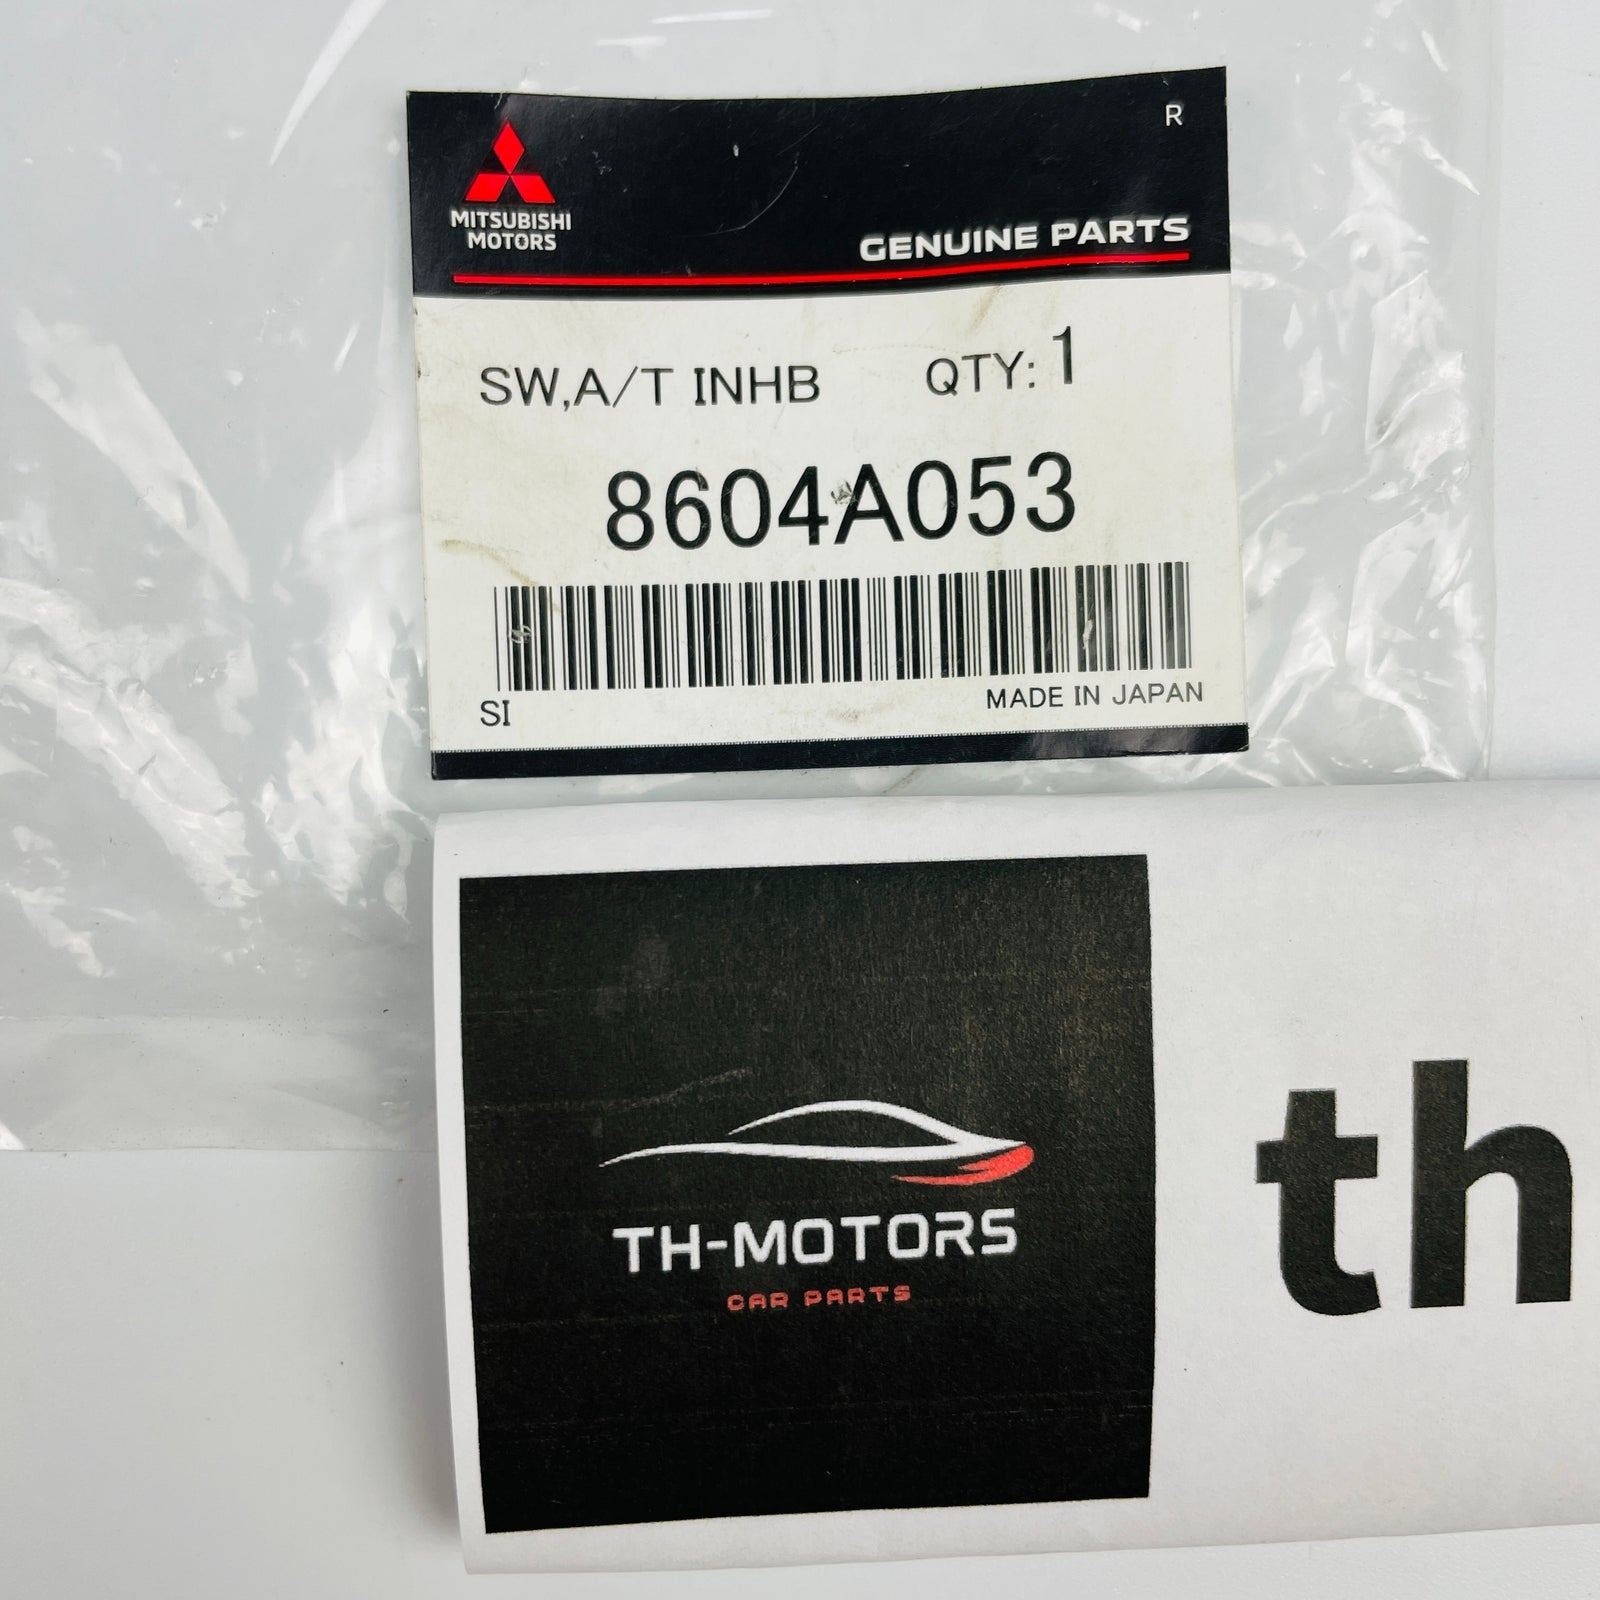 R
MITSUBISHI
MOTORS
GENUINE PARTS
SW,A/T INHB QTY: 1
8604A053
SI MADE IN JAPAN
TH-MOTORS
CAR PARTS
th